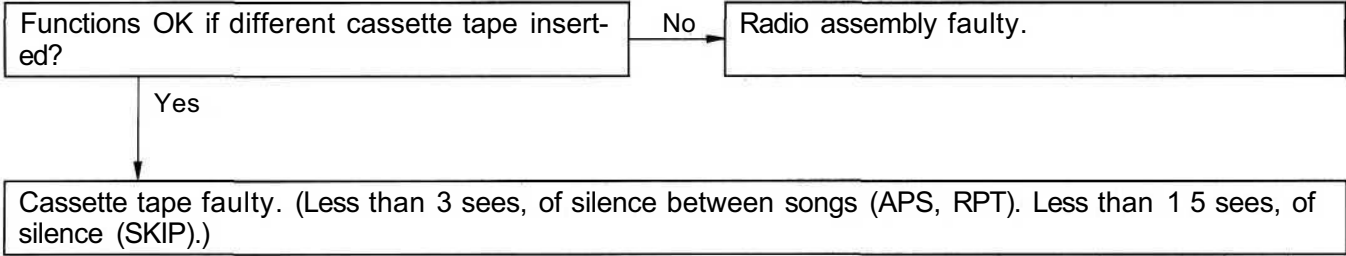 Functions OK if different cassette tape insert-
ed?
No
Radio assembly faulty.
Yes
Cassette tape faulty. (Less than 3 sees, of silence between songs (APS, RPT). Less than 1 5 sees, of
silence (SKIP).)